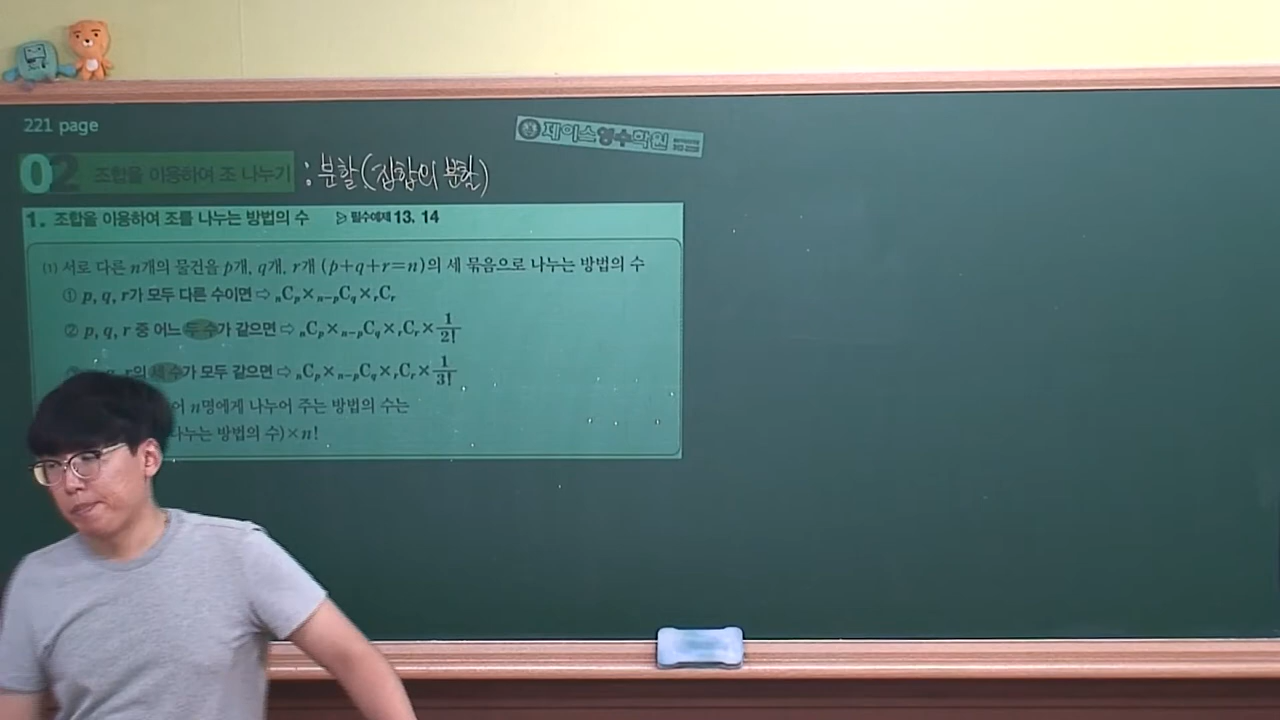 221 page
제이스영수학원
02 조합을 이용하여 조 나누기 : 분할(집합의 분할)
1. 조합을 이용하여 조를 나누는 방법의 수 ▷ 필수예제 13, 14
(1) 서로 다른 n개의 물건을 p개, q개, r개 (p+q+r=n)의 세 묶음으로 나누는 방법의 수
① p, q, r가 모두 다른 수이면 ⇨ ₙCₚ×ₙ₋ₚC_q×ᵣCᵣ
② p, q, r 중 어느 두 수가 같으면 ⇨ ₙCₚ×ₙ₋ₚC_q×ᵣCᵣ×1/2!
r의 세 수가 모두 같으면 ⇨ ₙCₚ×ₙ₋ₚC_q×ᵣCᵣ×1/3!
어 n명에게 나누어 주는 방법의 수는
나누는 방법의 수)×n!